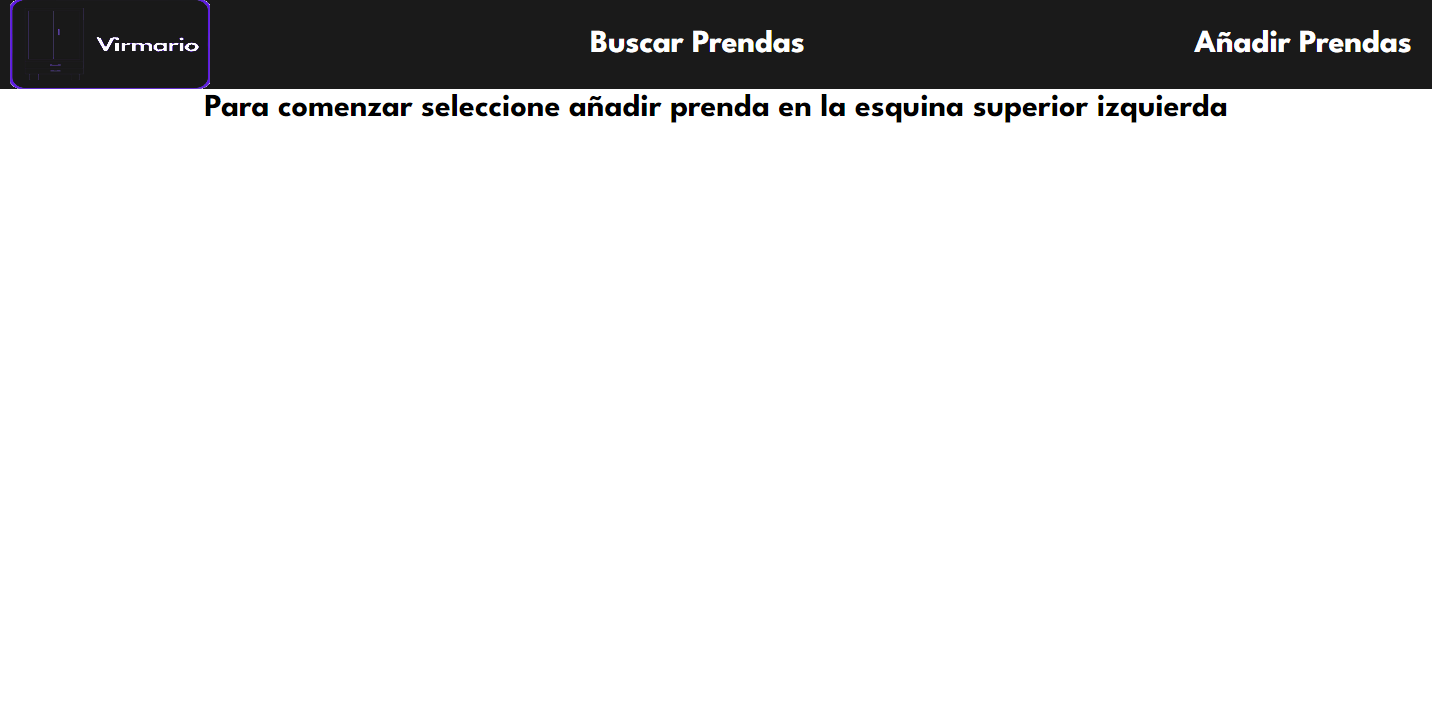 Virmario
Buscar Prendas
Añadir Prendas
Para comenzar seleccione añadir prenda en la esquina superior izquierda